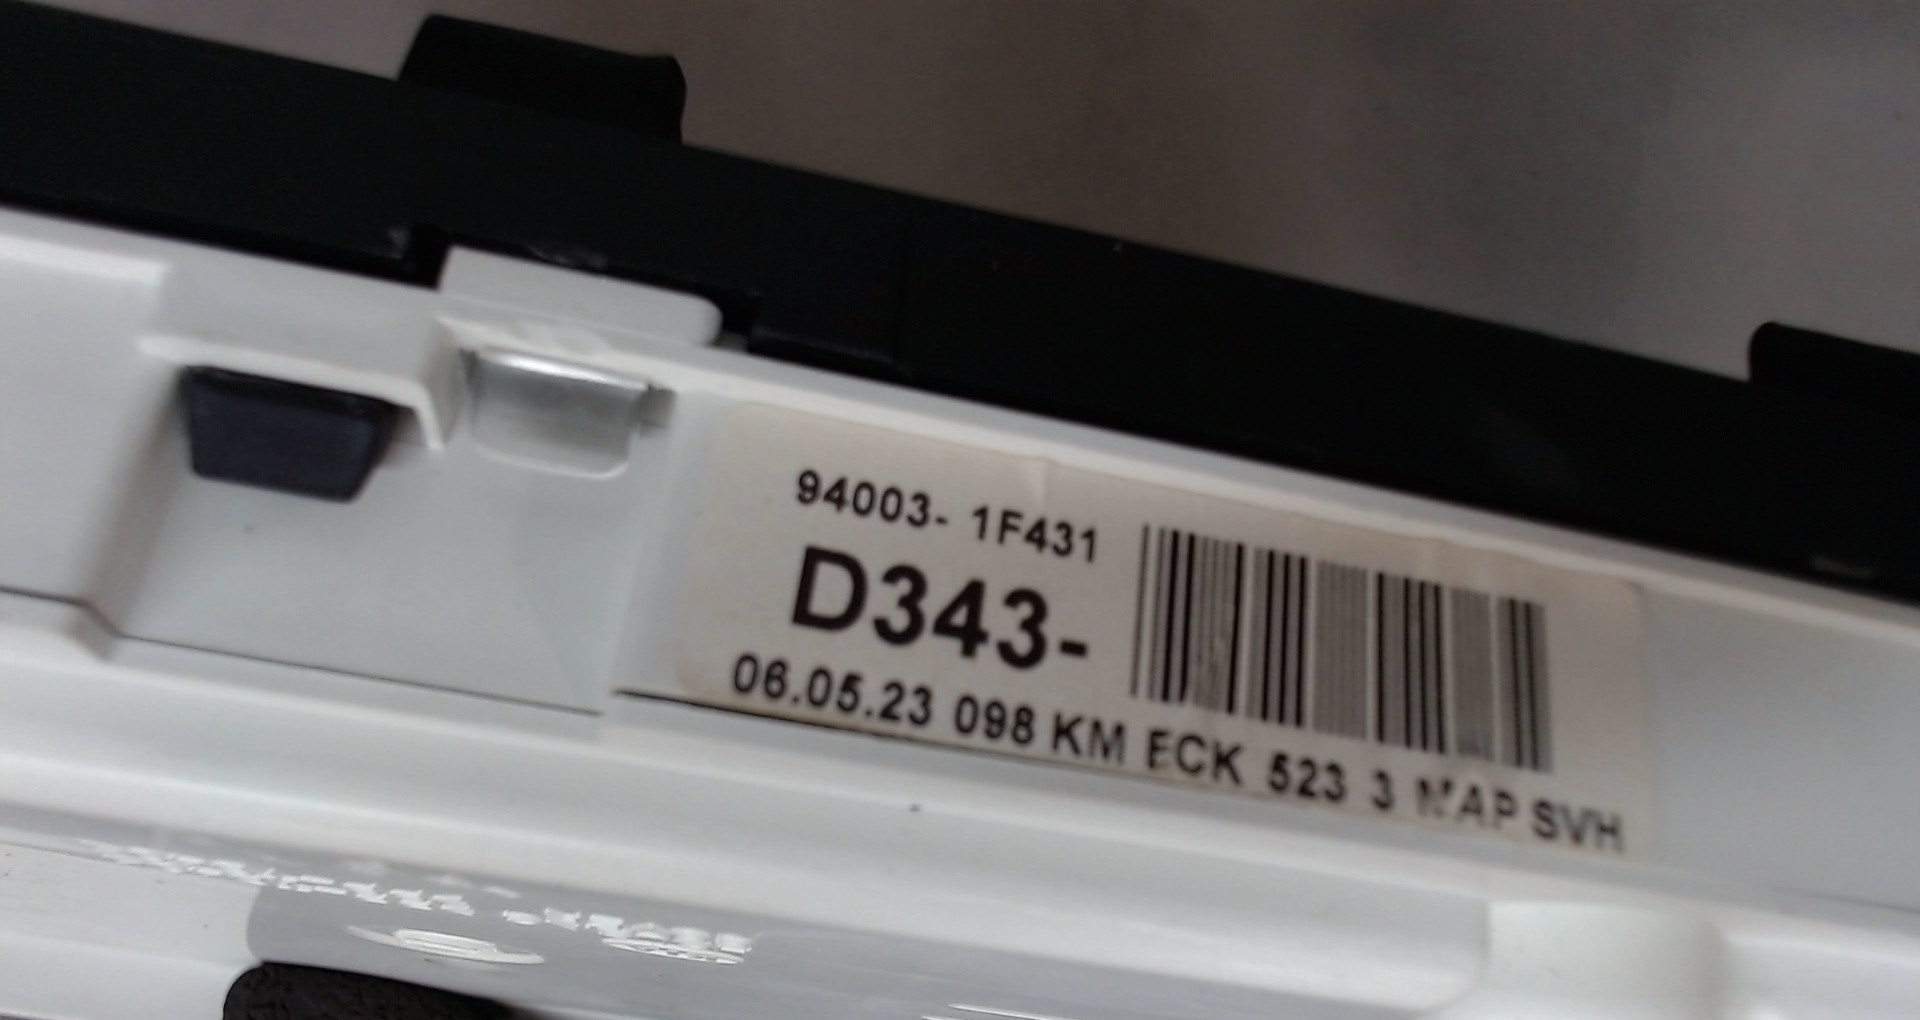 94003- 1F431
D343-
06.05.23 098 KM ECK 523 3 MAP SVH